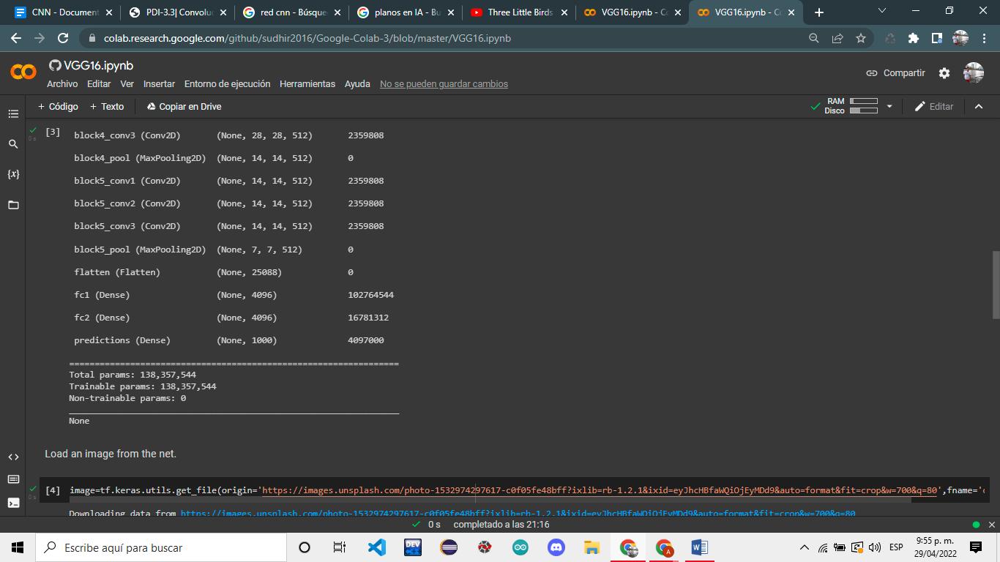 CNN - Document
PDI-3.3| Convoluc
red cnn - Búsque
planos en IA - Bu
Three Little Birds
VGG16.ipynb - Co
VGG16.ipynb - Co
colab.research.google.com/github/sudhir2016/Google-Colab-3/blob/master/VGG16.ipynb
VGG16.ipynb
Archivo Editar Ver Insertar Entorno de ejecución Herramientas Ayuda No se pueden guardar cambios
Compartir
+ Código + Texto Copiar en Drive
RAM
Disco
Editar
[3]
0 s
block4_conv3 (Conv2D) (None, 28, 28, 512) 2359808
block4_pool (MaxPooling2D) (None, 14, 14, 512) 0
block5_conv1 (Conv2D) (None, 14, 14, 512) 2359808
block5_conv2 (Conv2D) (None, 14, 14, 512) 2359808
block5_conv3 (Conv2D) (None, 14, 14, 512) 2359808
block5_pool (MaxPooling2D) (None, 7, 7, 512) 0
flatten (Flatten) (None, 25088) 0
fc1 (Dense) (None, 4096) 102764544
fc2 (Dense) (None, 4096) 16781312
predictions (Dense) (None, 1000) 4097000
=================================================================
Total params: 138,357,544
Trainable params: 138,357,544
Non-trainable params: 0
_________________________________________________________________
None
Load an image from the net.
[4] image=tf.keras.utils.get_file(origin='https://images.unsplash.com/photo-1532974297617-c0f05fe48bff?ixlib=rb-1.2.1&ixid=eyJhcHBfaWQiOjEyMDd9&auto=format&fit=crop&w=700&q=80',fname='c
0 s
Downloading data from https://images.unsplash.com/photo-1532974297617-c0f05fe48bff?ixlib=rb-1.2.1&ixid=eyJhcHBfaWQiOjEyMDd9&auto=format&fit=crop&w=700&q=80
0 s completado a las 21:16
Escribe aquí para buscar
DEV
A
W
ESP
9:55 p. m.
29/04/2022